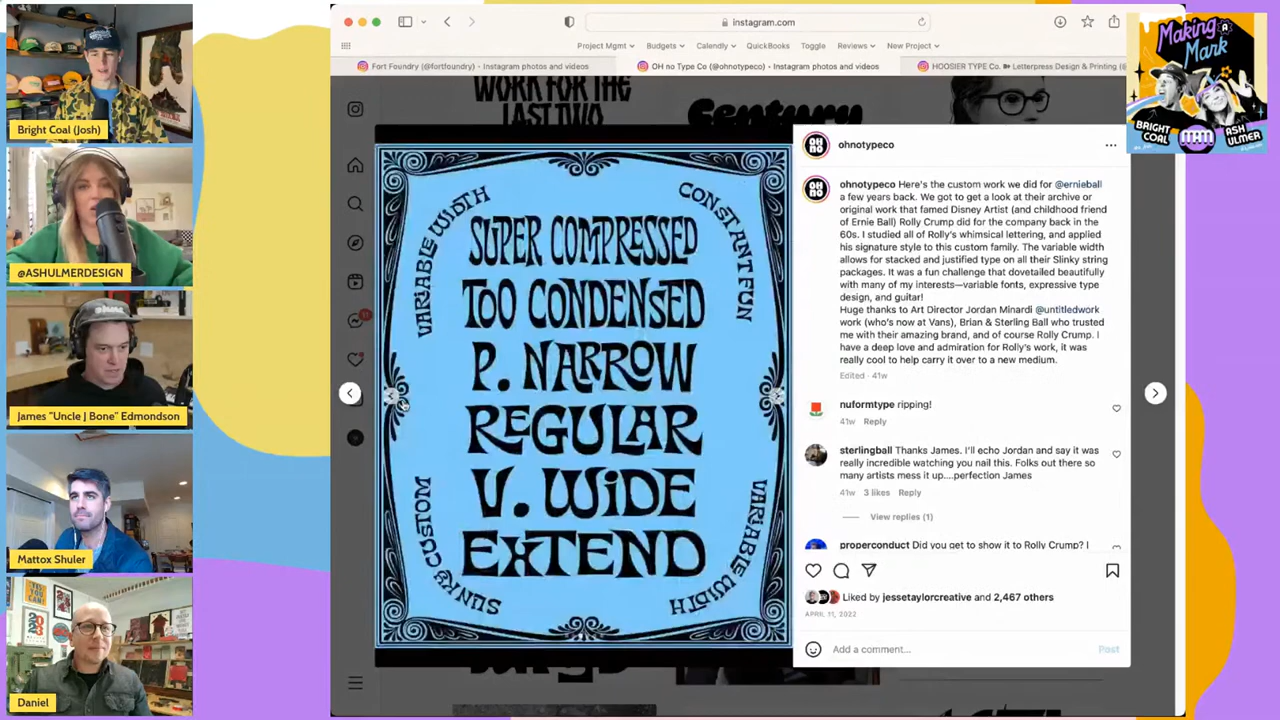 Bright Coal (Josh)
@ASHULMERDESIGN
James "Uncle J Bone" Edmondson
Mattox Shuler
Daniel
instagram.com
Project Mgmt
Budgets
Calendly
QuickBooks
Toggle
Reviews
New Project
Fort Foundry (@fortfoundry) • Instagram photos and videos
OH no Type Co (@ohnotypeco) • Instagram photos and videos
HOOSIER TYPE Co. Letterpress Design & Printing (@
Making a Mark
BRIGHT COAL
MAM
ASH ULMER
WORK FOR THE
LAST TWO
Century
VARIABLE WIDTH
CONSTANT FUN
SUPER COMPRESSED
TOO CONDENSED
P. NARROW
REGULAR
V. WIDE
EXTEND
SUNKY CUSTOM
VARIABLE WIDTH
OH NO
ohnotypeco
ohnotypeco Here's the custom work we did for @ernieball
a few years back. We got to get a look at their archive or
original work that famed Disney Artist (and childhood friend
of Ernie Ball) Rolly Crump did for the company back in the
60s. I studied all of Rolly's whimsical lettering, and applied
his signature style to this custom family. The variable width
allows for stacked and justified type on all their Slinky string
packages. It was a fun challenge that dovetailed beautifully
with many of my interests—variable fonts, expressive type
design, and guitar!
Huge thanks to Art Director Jordan Minardi @untitledwork
work (who's now at Vans), Brian & Sterling Ball who trusted
me with their amazing brand, and of course Rolly Crump. I
have a deep love and admiration for Rolly's work, it was
really cool to help carry it over to a new medium.
Edited · 41w
nuformtype ripping!
41w Reply
sterlingball Thanks James. I'll echo Jordan and say it was
really incredible watching you nail this. Folks out there so
many artists mess it up....perfection James
41w 3 likes Reply
View replies (1)
properconduct Did you get to show it to Rolly Crump? I
Liked by jessetaylorcreative and 2,467 others
APRIL 11, 2022
Add a comment...
Post